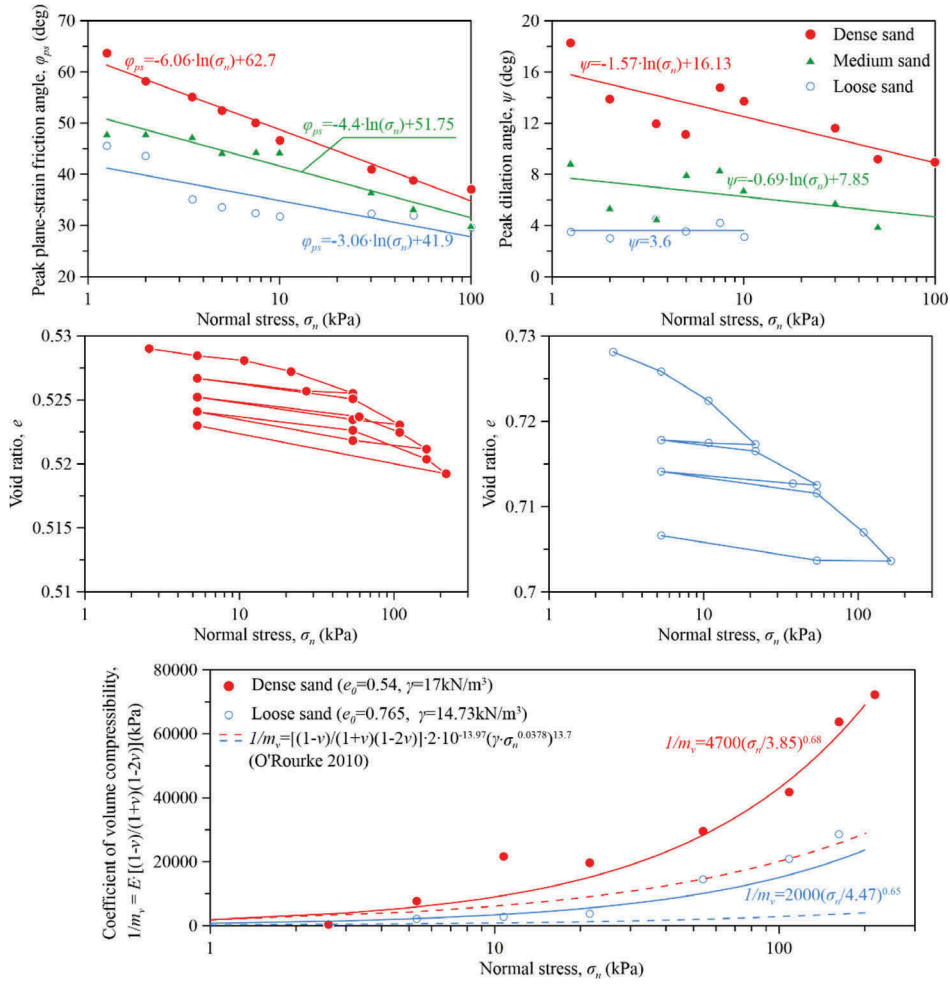 70
60
50
40
30
20
Peak plane-strain friction angle, φps (deg)
φps=-6.06·ln(σn)+62.7
φps=-4.4·ln(σn)+51.75
φps=-3.06·ln(σn)+41.9
1
10
100
Normal stress, σn (kPa)
20
16
12
8
4
0
Peak dilation angle, ψ (deg)
Dense sand
Medium sand
Loose sand
ψ=-1.57·ln(σn)+16.13
ψ=-0.69·ln(σn)+7.85
ψ=3.6
1
10
100
Normal stress, σn (kPa)
0.53
0.525
0.52
0.515
0.51
Void ratio, e
1
10
100
Normal stress, σn (kPa)
0.73
0.72
0.71
0.7
Void ratio, e
1
10
100
Normal stress, σn (kPa)
80000
60000
40000
20000
0
Coefficient of volume compressibility,
1/mv = E·[(1-ν)/(1+ν)(1-2ν)](kPa)
Dense sand (e0=0.54, γ=17kN/m³)
Loose sand (e0=0.765, γ=14.73kN/m³)
1/mv=[(1-ν)/(1+ν)(1-2ν)]·2·10^-13.97(γ·σn^0.0378)^13.7
(O'Rourke 2010)
1/mv=4700(σn/3.85)^0.68
1/mv=2000(σn/4.47)^0.65
1
10
100
Normal stress, σn (kPa)